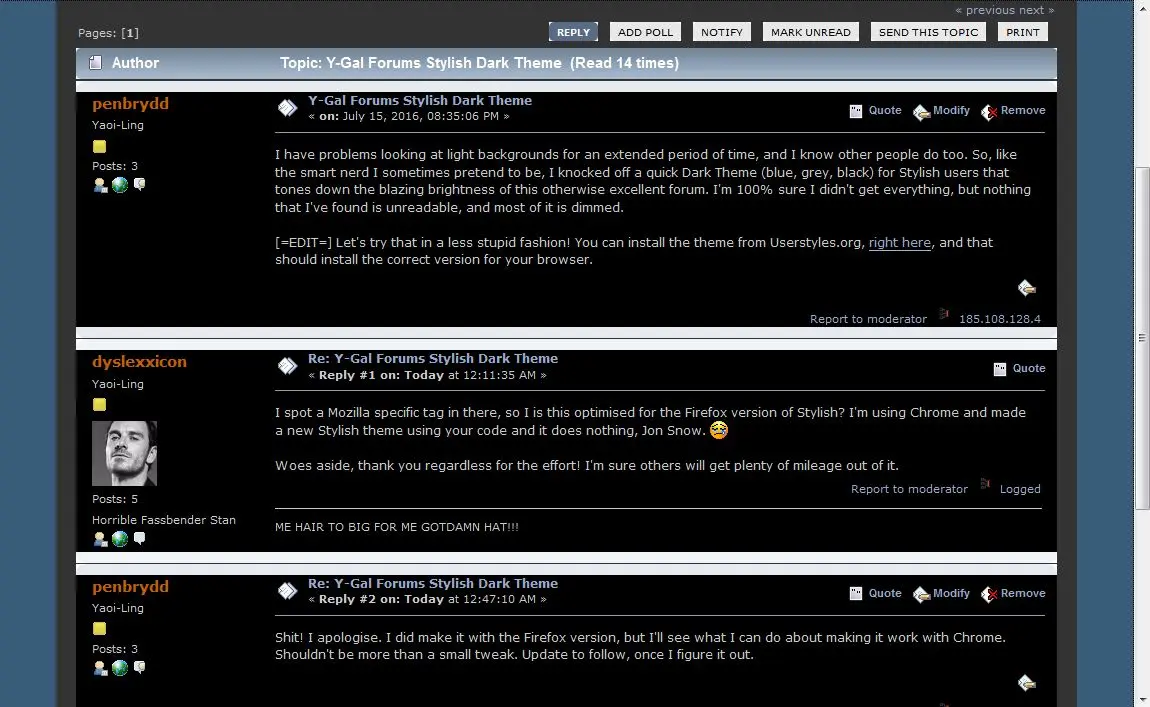 « previous next »
Pages: [1]
REPLY ADD POLL NOTIFY MARK UNREAD SEND THIS TOPIC PRINT
Author Topic: Y-Gal Forums Stylish Dark Theme (Read 14 times)
penbrydd
Yaoi-Ling
Posts: 3
Y-Gal Forums Stylish Dark Theme
« on: July 15, 2016, 08:35:06 PM »
Quote Modify Remove
I have problems looking at light backgrounds for an extended period of time, and I know other people do too. So, like
the smart nerd I sometimes pretend to be, I knocked off a quick Dark Theme (blue, grey, black) for Stylish users that
tones down the blazing brightness of this otherwise excellent forum. I'm 100% sure I didn't get everything, but nothing
that I've found is unreadable, and most of it is dimmed.
[=EDIT=] Let's try that in a less stupid fashion! You can install the theme from Userstyles.org, right here, and that
should install the correct version for your browser.
Report to moderator 185.108.128.4
dyslexxicon
Yaoi-Ling
Posts: 5
Horrible Fassbender Stan
Re: Y-Gal Forums Stylish Dark Theme
« Reply #1 on: Today at 12:11:35 AM »
Quote
I spot a Mozilla specific tag in there, so I is this optimised for the Firefox version of Stylish? I'm using Chrome and made
a new Stylish theme using your code and it does nothing, Jon Snow.
Woes aside, thank you regardless for the effort! I'm sure others will get plenty of mileage out of it.
Report to moderator Logged
ME HAIR TO BIG FOR ME GOTDAMN HAT!!!
penbrydd
Yaoi-Ling
Posts: 3
Re: Y-Gal Forums Stylish Dark Theme
« Reply #2 on: Today at 12:47:10 AM »
Quote Modify Remove
Shit! I apologise. I did make it with the Firefox version, but I'll see what I can do about making it work with Chrome.
Shouldn't be more than a small tweak. Update to follow, once I figure it out.